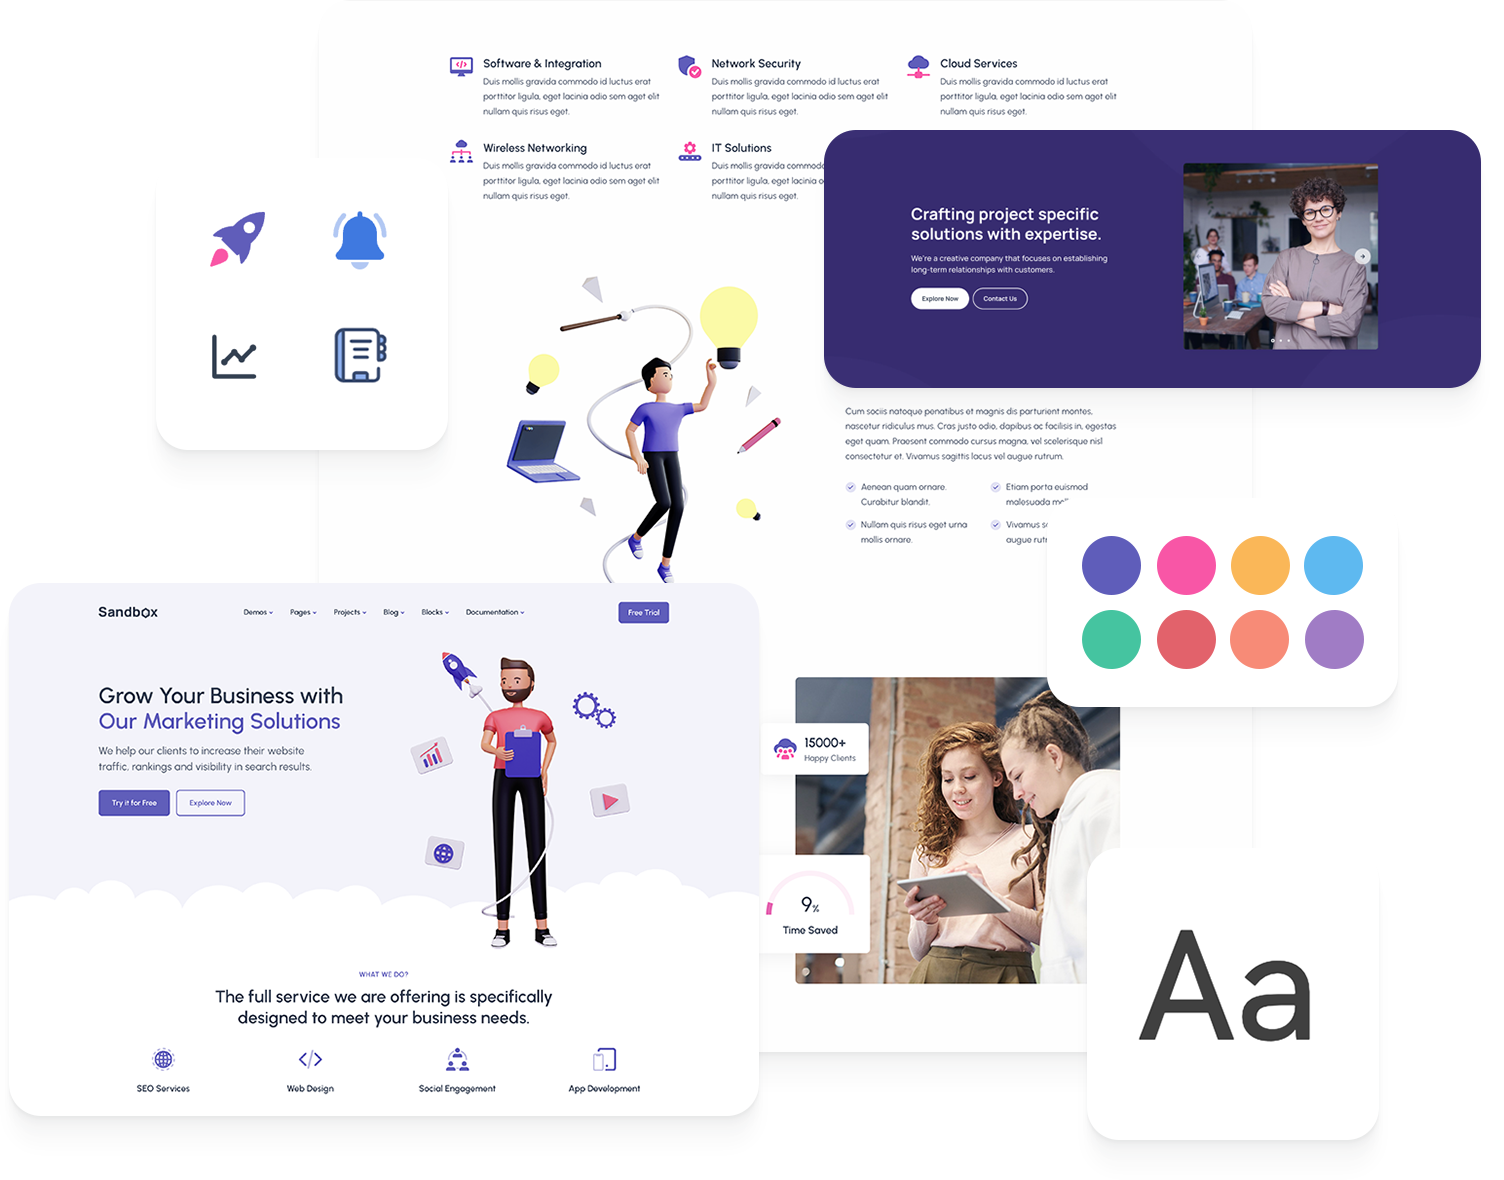 Software & Integration
Duis mollis gravida commodo id luctus erat
porttitor ligula, eget lacinia odio sem aget elit
nullam quis risus eget.
Network Security
Duis mollis gravida commodo id luctus erat
porttitor ligula, eget lacinia odio sem aget elit
nullam quis risus eget.
Cloud Services
Duis mollis gravida commodo id luctus erat
porttitor ligula, eget lacinia odio sem aget elit
nullam quis risus eget.
Wireless Networking
Duis mollis gravida commodo id luctus erat
porttitor ligula, eget lacinia odio sem aget elit
nullam quis risus eget.
IT Solutions
Duis mollis gravida
porttitor ligula, eget lacinia
nullam quis risus eget.
Crafting project specific
solutions with expertise.
We're a creative company that focuses on establishing
long-term relationships with customers.
Explore Now
Contact Us
Cum sociis natoque penatibus et magnis dis parturient montes,
nascetur ridiculus mus. Cras justo odio, dapibus ac facilisis in, egestas
eget quam. Praesent commodo cursus magna, vel scelerisque nisl
consectetur et. Vivamus sagittis lacus vel augue rutrum.
Aenean quam ornare.
Curabitur blandit.
Etiam porta euismod
malesuada
Nullam quis risus eget urna
mollis ornare.
Vivamus
augue
Sandbox
Demos
Pages
Projects
Blog
Blocks
Documentation
Free Trial
Grow Your Business with
Our Marketing Solutions
We help our clients to increase their website
traffic, rankings and visibility in search results.
Try it for Free
Explore Now
15000+
Happy Clients
9%
Time Saved
WHAT WE DO?
The full service we are offering is specifically
designed to meet your business needs.
SEO Services
Web Design
Social Engagement
App Development
Aa